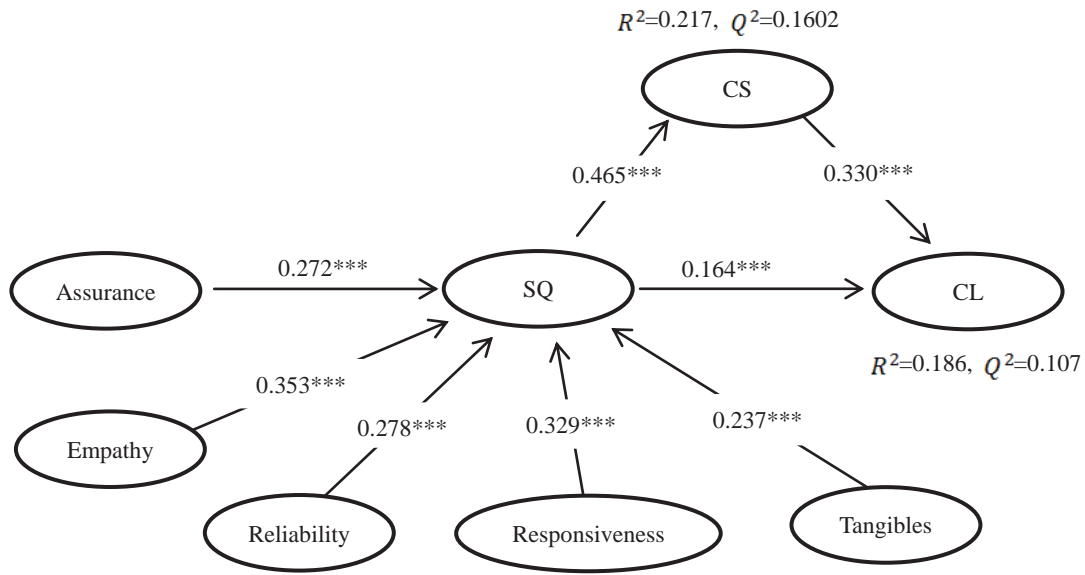 R²=0.217, Q²=0.1602
CS
0.465***
0.330***
0.272***
0.164***
Assurance
SQ
CL
R²=0.186, Q²=0.107
0.353***
0.278***
0.329***
0.237***
Empathy
Reliability
Responsiveness
Tangibles